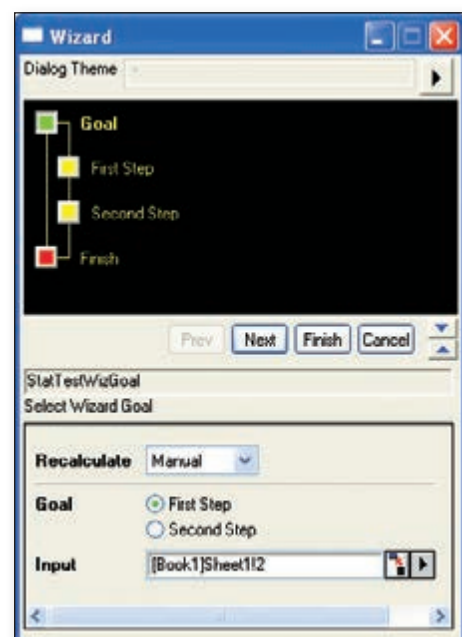 Wizard
Dialog Theme
Goal
First Step
Second Step
Finish
Prev Next Finish Cancel
StatTestWizGoal
Select Wizard Goal
Recalculate Manual
Goal First Step
Second Step
Input [Book1]Sheet1!2